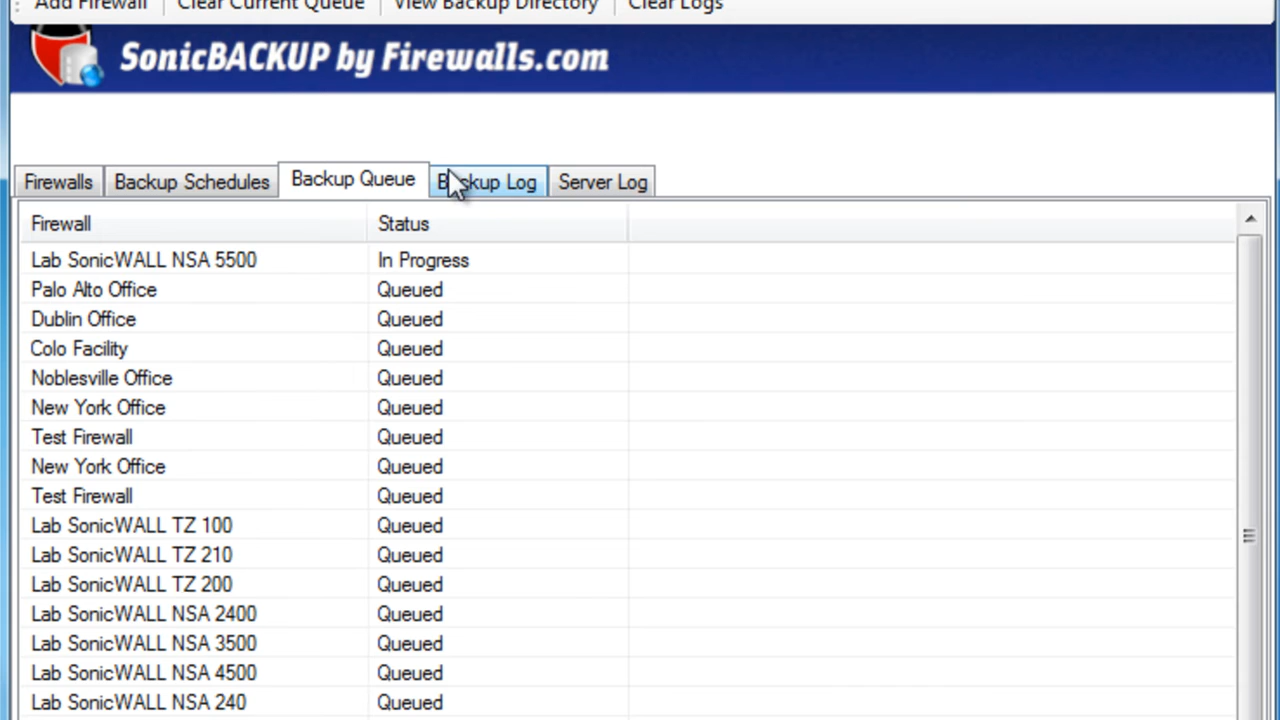 Add Firewall Clear Current Queue View Backup Directory Clear Logs
SonicBACKUP by Firewalls.com
Firewalls Backup Schedules Backup Queue Backup Log Server Log
Firewall Status
Lab SonicWALL NSA 5500 In Progress
Palo Alto Office Queued
Dublin Office Queued
Colo Facility Queued
Noblesville Office Queued
New York Office Queued
Test Firewall Queued
New York Office Queued
Test Firewall Queued
Lab SonicWALL TZ 100 Queued
Lab SonicWALL TZ 210 Queued
Lab SonicWALL TZ 200 Queued
Lab SonicWALL NSA 2400 Queued
Lab SonicWALL NSA 3500 Queued
Lab SonicWALL NSA 4500 Queued
Lab SonicWALL NSA 240 Queued